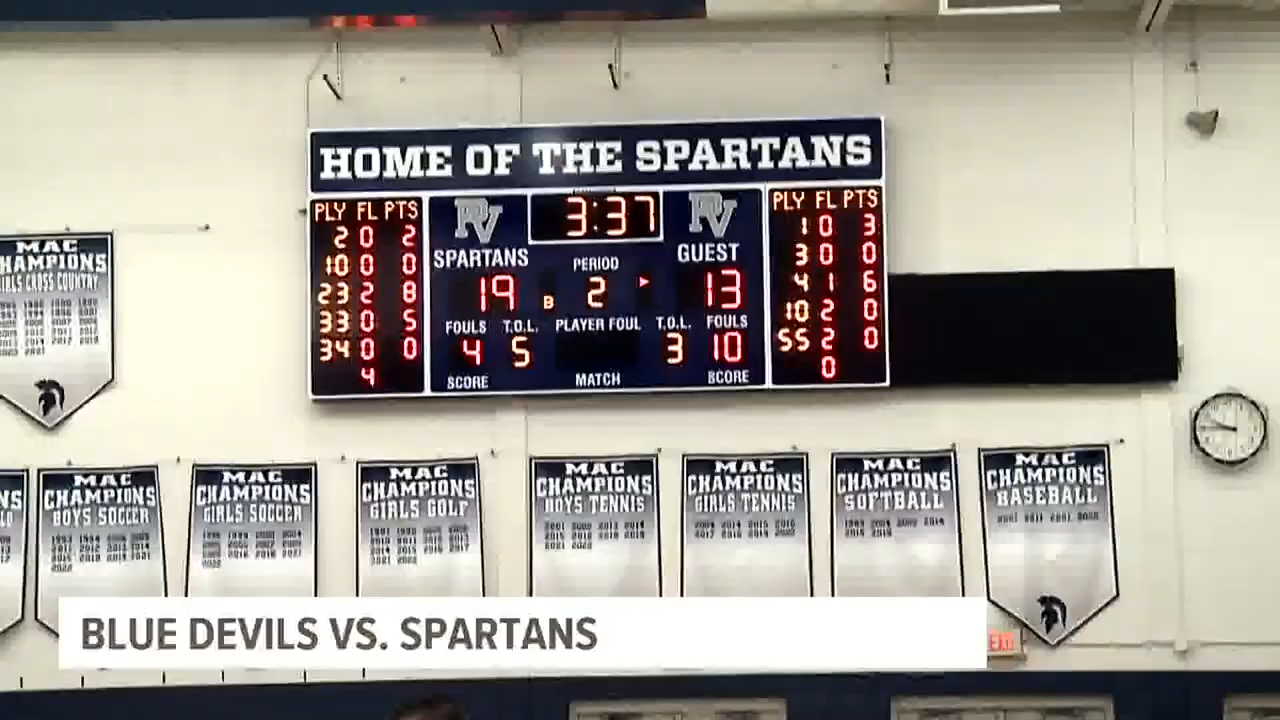 HOME OF THE SPARTANS
PLY FL PTS
2 0 2
10 0 0
23 2 8
33 0 5
34 0 0
4
PV
3:37
PV
SPARTANS
PERIOD
GUEST
19
B 2
13
FOULS T.O.L. PLAYER FOUL T.O.L. FOULS
4 5
3 10
SCORE
MATCH
SCORE
PLY FL PTS
1 0 3
3 0 0
4 1 6
10 2 0
55 2 0
0
MAC
CHAMPIONS
GIRLS CROSS COUNTRY
MAC
CHAMPIONS
BOYS SOCCER
MAC
CHAMPIONS
GIRLS SOCCER
MAC
CHAMPIONS
GIRLS GOLF
MAC
CHAMPIONS
BOYS TENNIS
MAC
CHAMPIONS
GIRLS TENNIS
MAC
CHAMPIONS
SOFTBALL
MAC
CHAMPIONS
BASEBALL
EXIT
BLUE DEVILS VS. SPARTANS